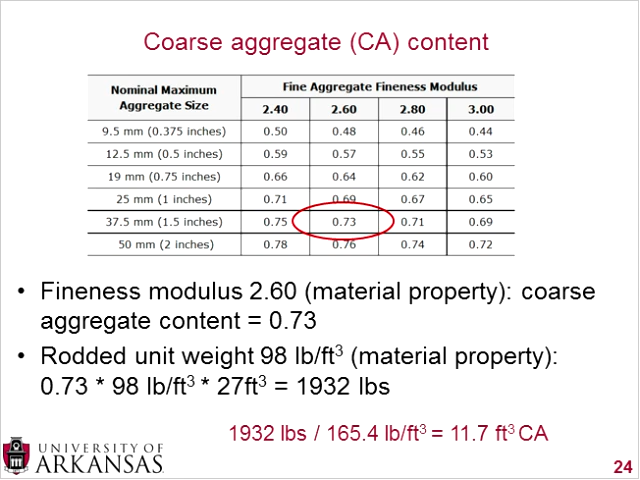 Coarse aggregate (CA) content
Nominal Maximum Aggregate Size Fine Aggregate Fineness Modulus
2.40 2.60 2.80 3.00
9.5 mm (0.375 inches) 0.50 0.48 0.46 0.44
12.5 mm (0.5 inches) 0.59 0.57 0.55 0.53
19 mm (0.75 inches) 0.66 0.64 0.62 0.60
25 mm (1 inches) 0.71 0.69 0.67 0.65
37.5 mm (1.5 inches) 0.75 0.73 0.71 0.69
50 mm (2 inches) 0.78 0.76 0.74 0.72
• Fineness modulus 2.60 (material property): coarse
aggregate content = 0.73
• Rodded unit weight 98 lb/ft³ (material property):
0.73 * 98 lb/ft³ * 27ft³ = 1932 lbs
1932 lbs / 165.4 lb/ft³ = 11.7 ft³ CA
UNIVERSITY OF
ARKANSAS
24